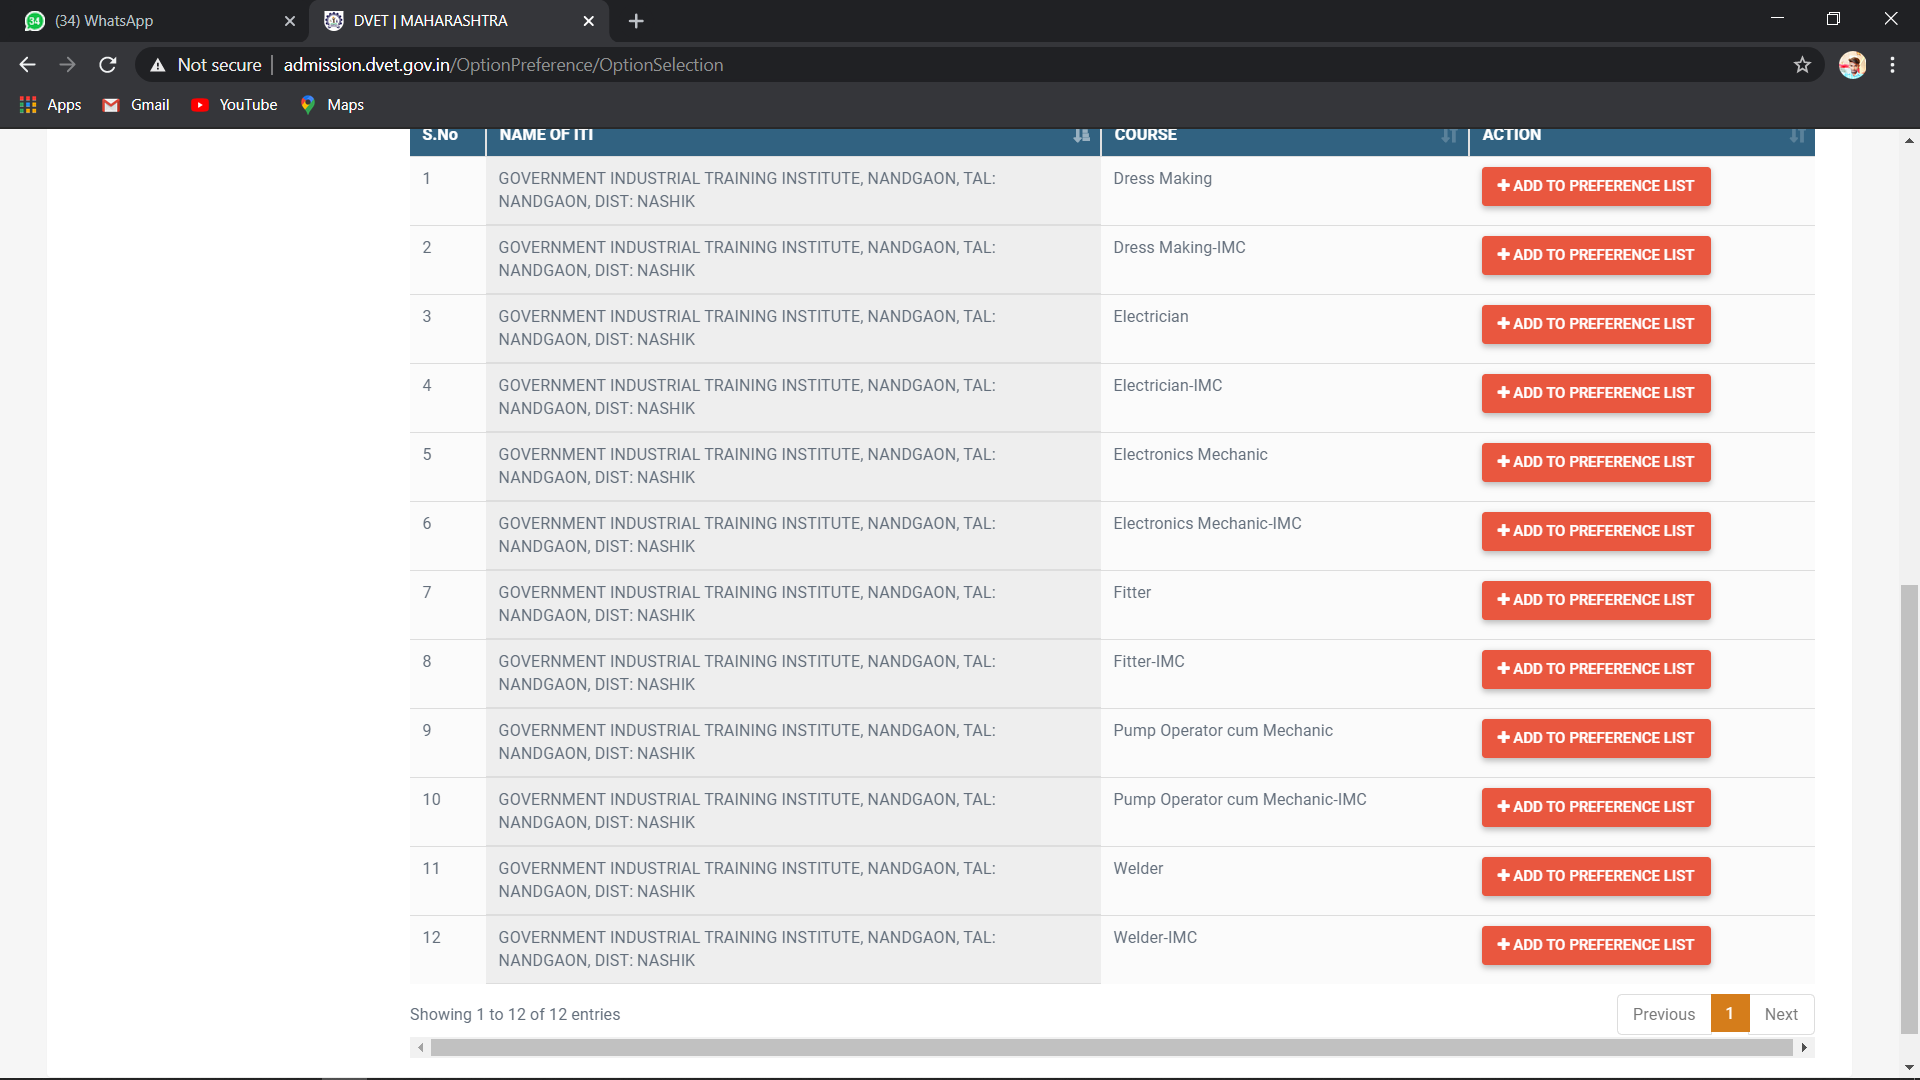 34 (34) WhatsApp
DVET | MAHARASHTRA
Not secure admission.dvet.gov.in/OptionPreference/OptionSelection
Apps Gmail YouTube Maps
S.No NAME OF ITI COURSE ACTION
1 GOVERNMENT INDUSTRIAL TRAINING INSTITUTE, NANDGAON, TAL: Dress Making ADD TO PREFERENCE LIST
NANDGAON, DIST: NASHIK
2 GOVERNMENT INDUSTRIAL TRAINING INSTITUTE, NANDGAON, TAL: Dress Making-IMC ADD TO PREFERENCE LIST
NANDGAON, DIST: NASHIK
3 GOVERNMENT INDUSTRIAL TRAINING INSTITUTE, NANDGAON, TAL: Electrician ADD TO PREFERENCE LIST
NANDGAON, DIST: NASHIK
4 GOVERNMENT INDUSTRIAL TRAINING INSTITUTE, NANDGAON, TAL: Electrician-IMC ADD TO PREFERENCE LIST
NANDGAON, DIST: NASHIK
5 GOVERNMENT INDUSTRIAL TRAINING INSTITUTE, NANDGAON, TAL: Electronics Mechanic ADD TO PREFERENCE LIST
NANDGAON, DIST: NASHIK
6 GOVERNMENT INDUSTRIAL TRAINING INSTITUTE, NANDGAON, TAL: Electronics Mechanic-IMC ADD TO PREFERENCE LIST
NANDGAON, DIST: NASHIK
7 GOVERNMENT INDUSTRIAL TRAINING INSTITUTE, NANDGAON, TAL: Fitter ADD TO PREFERENCE LIST
NANDGAON, DIST: NASHIK
8 GOVERNMENT INDUSTRIAL TRAINING INSTITUTE, NANDGAON, TAL: Fitter-IMC ADD TO PREFERENCE LIST
NANDGAON, DIST: NASHIK
9 GOVERNMENT INDUSTRIAL TRAINING INSTITUTE, NANDGAON, TAL: Pump Operator cum Mechanic ADD TO PREFERENCE LIST
NANDGAON, DIST: NASHIK
10 GOVERNMENT INDUSTRIAL TRAINING INSTITUTE, NANDGAON, TAL: Pump Operator cum Mechanic-IMC ADD TO PREFERENCE LIST
NANDGAON, DIST: NASHIK
11 GOVERNMENT INDUSTRIAL TRAINING INSTITUTE, NANDGAON, TAL: Welder ADD TO PREFERENCE LIST
NANDGAON, DIST: NASHIK
12 GOVERNMENT INDUSTRIAL TRAINING INSTITUTE, NANDGAON, TAL: Welder-IMC ADD TO PREFERENCE LIST
NANDGAON, DIST: NASHIK
Showing 1 to 12 of 12 entries Previous 1 Next